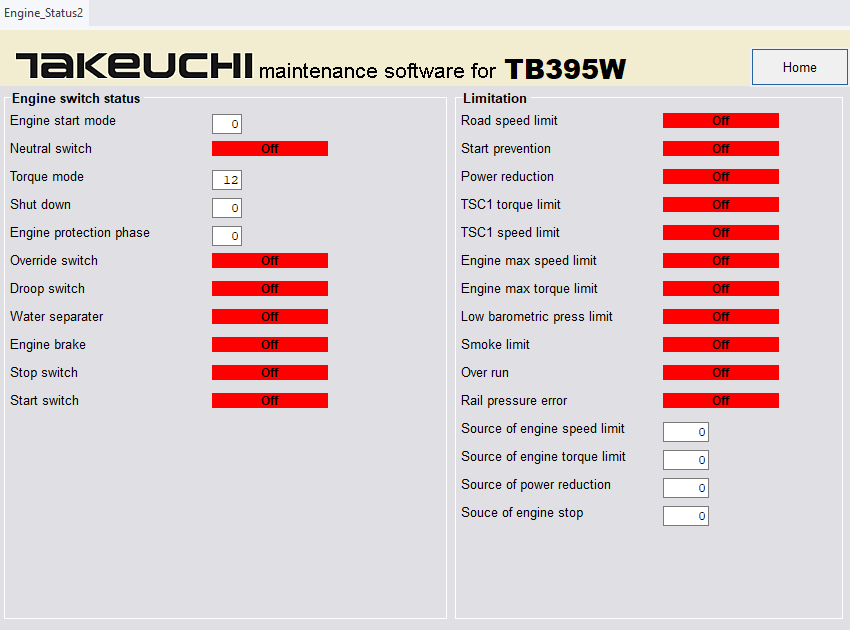 Engine_Status2
TAKEUCHI maintenance software for TB395W
Home
Engine switch status
Engine start mode 0
Neutral switch Off
Torque mode 12
Shut down 0
Engine protection phase 0
Override switch Off
Droop switch Off
Water separater Off
Engine brake Off
Stop switch Off
Start switch Off
Limitation
Road speed limit Off
Start prevention Off
Power reduction Off
TSC1 torque limit Off
TSC1 speed limit Off
Engine max speed limit Off
Engine max torque limit Off
Low barometric press limit Off
Smoke limit Off
Over run Off
Rail pressure error Off
Source of engine speed limit 0
Source of engine torque limit 0
Source of power reduction 0
Souce of engine stop 0